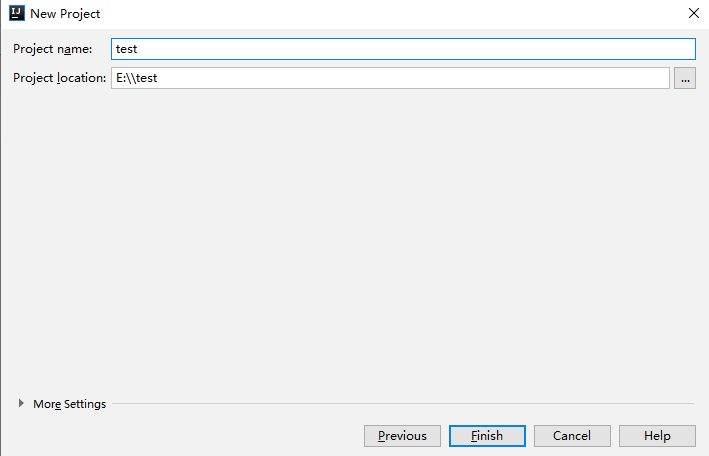 IJ New Project
Project name: test
Project location: E:\\test ...
More Settings
Previous Finish Cancel Help